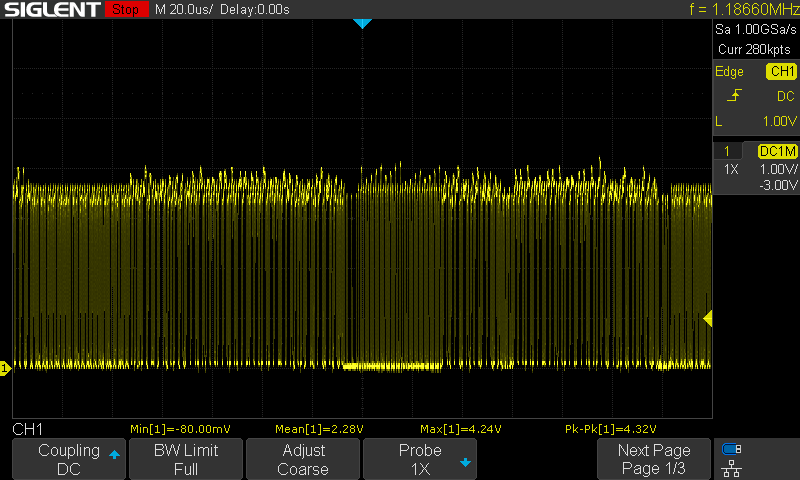 SIGLENT Stop M 20.0us/ Delay:0.00s f = 1.18660MHz
Sa 1.00GSa/s
Curr 280kpts
Edge CH1
DC
L 1.00V
1 DC1M
1X 1.00V/
-3.00V
1
CH1 Min[1]=-80.00mV Mean[1]=2.28V Max[1]=4.24V Pk-Pk[1]=4.32V
Coupling BW Limit Adjust Probe Next Page
DC Full Coarse 1X Page 1/3